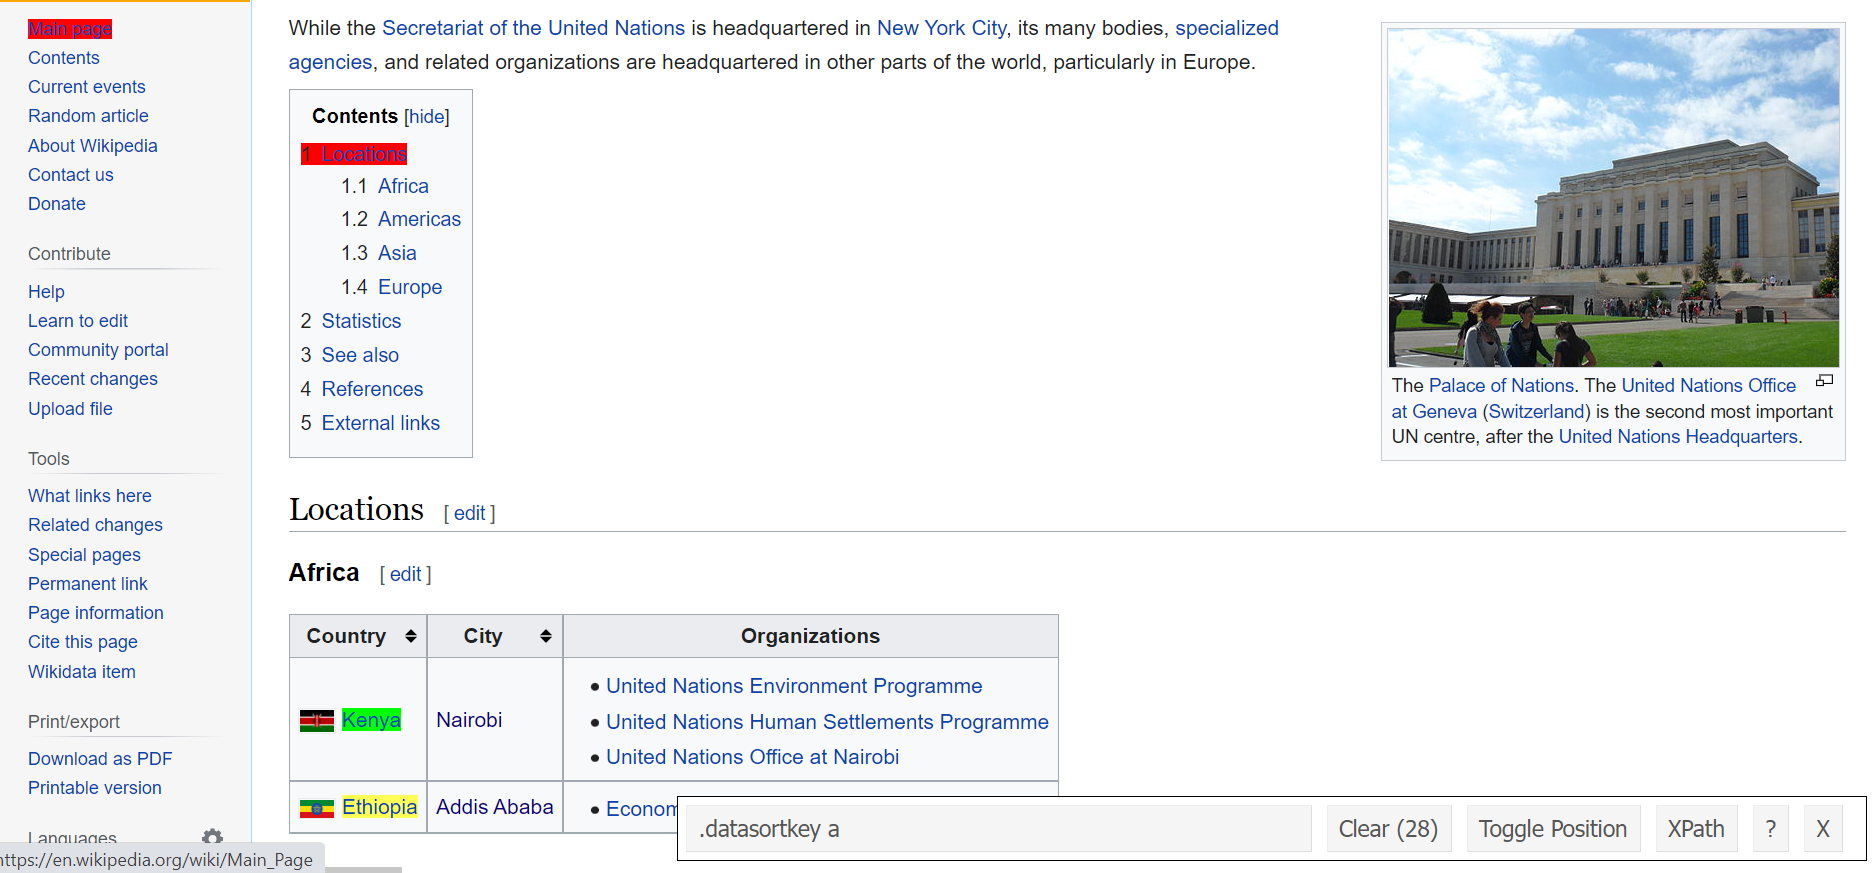 Main page
Contents
Current events
Random article
About Wikipedia
Contact us
Donate
Contribute
Help
Learn to edit
Community portal
Recent changes
Upload file
Tools
What links here
Related changes
Special pages
Permanent link
Page information
Cite this page
Wikidata item
Print/export
Download as PDF
Printable version
Languages
https://en.wikipedia.org/wiki/Main_Page
While the Secretariat of the United Nations is headquartered in New York City, its many bodies, specialized
agencies, and related organizations are headquartered in other parts of the world, particularly in Europe.
Contents [hide]
1 Locations
1.1 Africa
1.2 Americas
1.3 Asia
1.4 Europe
2 Statistics
3 See also
4 References
5 External links
The Palace of Nations. The United Nations Office
at Geneva (Switzerland) is the second most important
UN centre, after the United Nations Headquarters.
Locations [ edit ]
Africa [ edit ]
Country City Organizations
Kenya Nairobi
• United Nations Environment Programme
• United Nations Human Settlements Programme
• United Nations Office at Nairobi
Ethiopia Addis Ababa • Econom
.datasortkey a Clear (28) Toggle Position XPath ? X